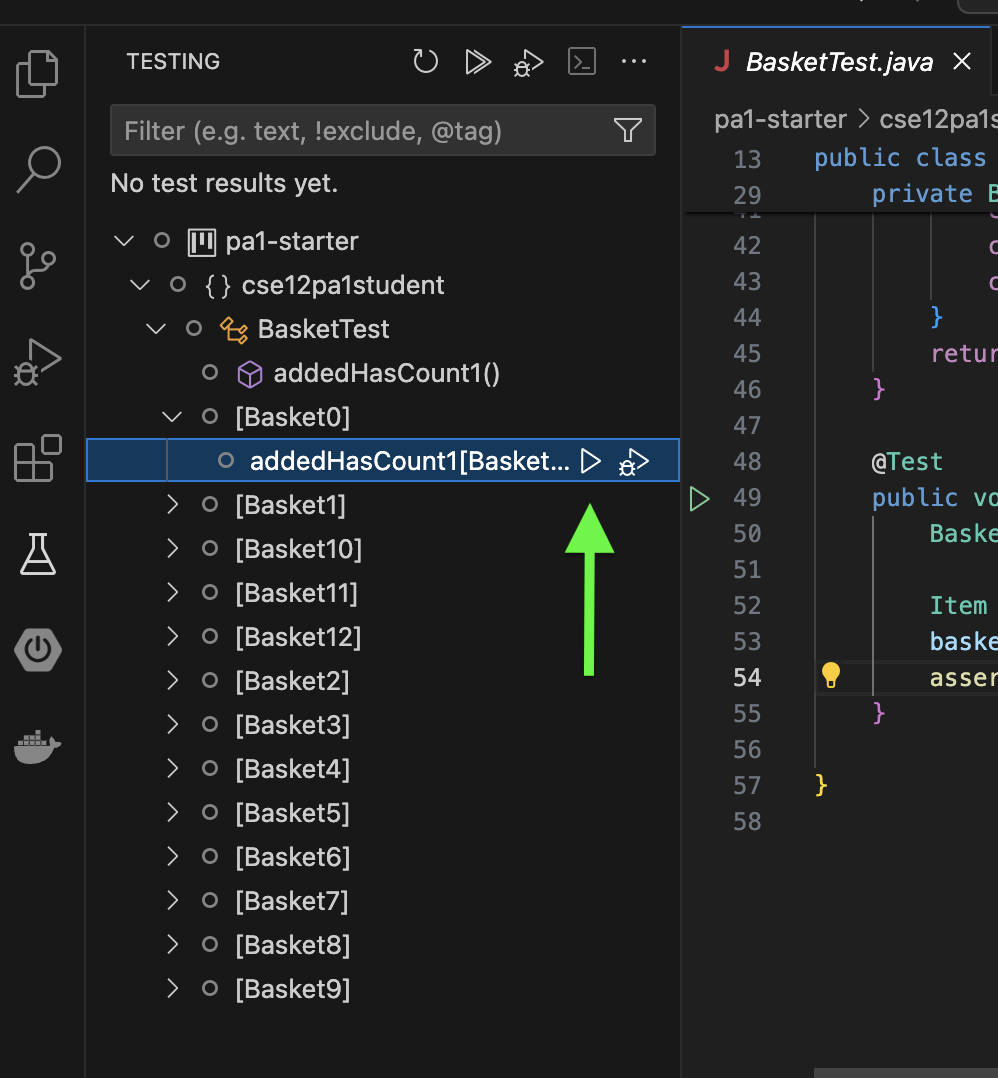 TESTING
Filter (e.g. text, !exclude, @tag)
No test results yet.
pa1-starter
{ } cse12pa1student
BasketTest
addedHasCount1()
[Basket0]
addedHasCount1[Basket...
[Basket1]
[Basket10]
[Basket11]
[Basket12]
[Basket2]
[Basket3]
[Basket4]
[Basket5]
[Basket6]
[Basket7]
[Basket8]
[Basket9]
J BasketTest.java
pa1-starter > cse12pa1s
13 public class
29 private B
41
42 c
43 c
44 }
45 retur
46 }
47
48 @Test
49 public vo
50 Baske
51
52 Item
53 baske
54 asser
55 }
56
57 }
58